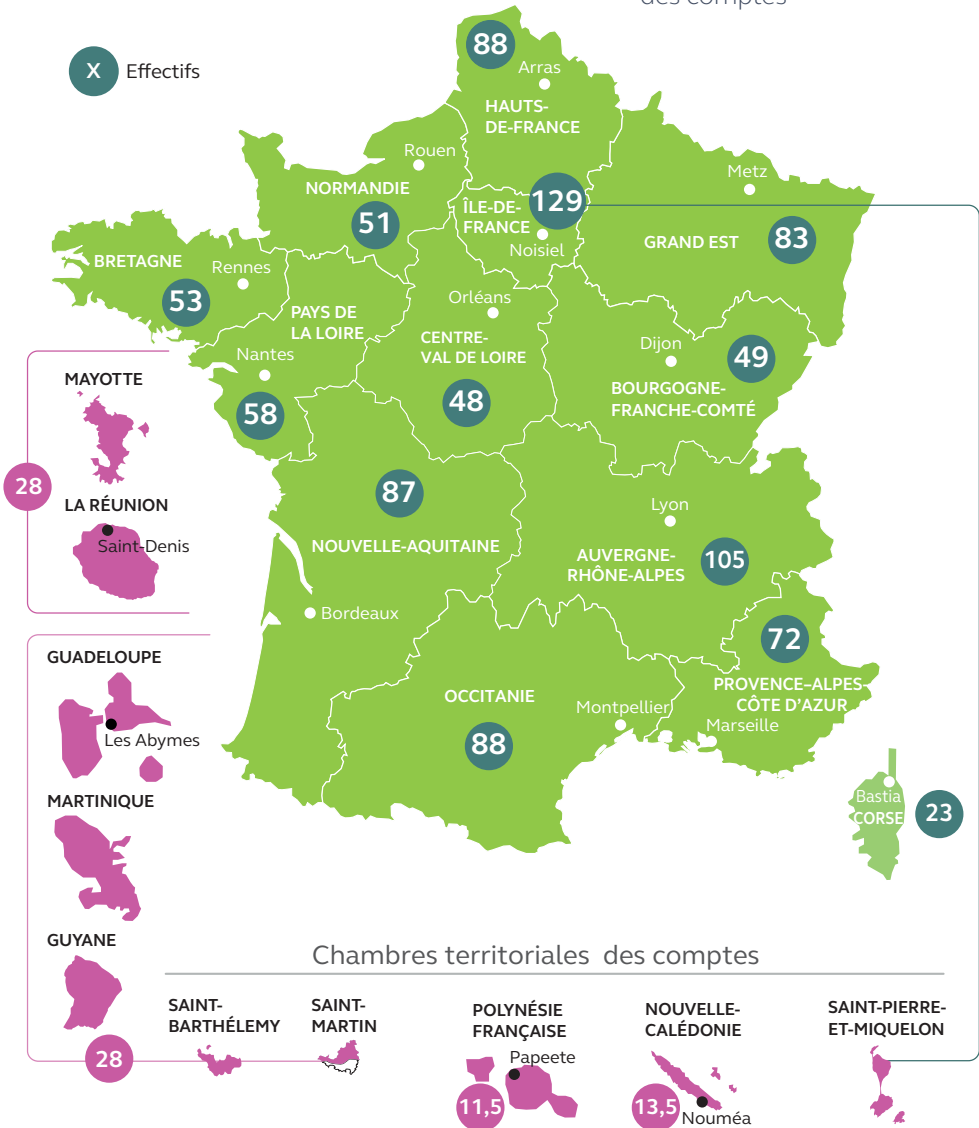 des comptes
X Effectifs
88
Arras
HAUTS-
DE-FRANCE
Rouen
NORMANDIE
51
ÎLE-DE-
FRANCE
129
Noisiel
Metz
GRAND EST
83
BRETAGNE
Rennes
53
PAYS DE
LA LOIRE
Nantes
58
Orléans
CENTRE-
VAL DE LOIRE
48
Dijon
49
BOURGOGNE-
FRANCHE-COMTÉ
MAYOTTE
28
LA RÉUNION
Saint-Denis
87
NOUVELLE-AQUITAINE
Bordeaux
Lyon
AUVERGNE-
RHÔNE-ALPES
105
72
PROVENCE–ALPES-
CÔTE D'AZUR
Marseille
OCCITANIE
Montpellier
88
Bastia
CORSE
23
GUADELOUPE
Les Abymes
MARTINIQUE
GUYANE
28
Chambres territoriales des comptes
SAINT-
BARTHÉLEMY
SAINT-
MARTIN
POLYNÉSIE
FRANÇAISE
Papeete
11,5
NOUVELLE-
CALÉDONIE
13,5
Nouméa
SAINT-PIERRE-
ET-MIQUELON